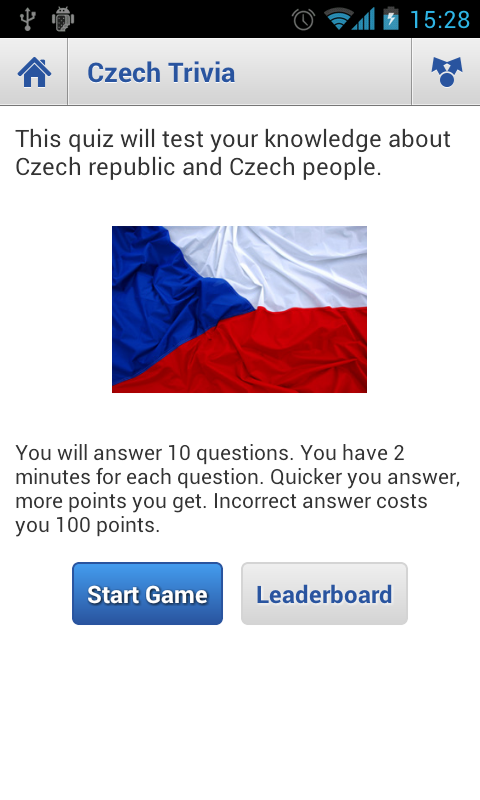 15:28
Czech Trivia
This quiz will test your knowledge about
Czech republic and Czech people.
You will answer 10 questions. You have 2
minutes for each question. Quicker you answer,
more points you get. Incorrect answer costs
you 100 points.
Start Game
Leaderboard